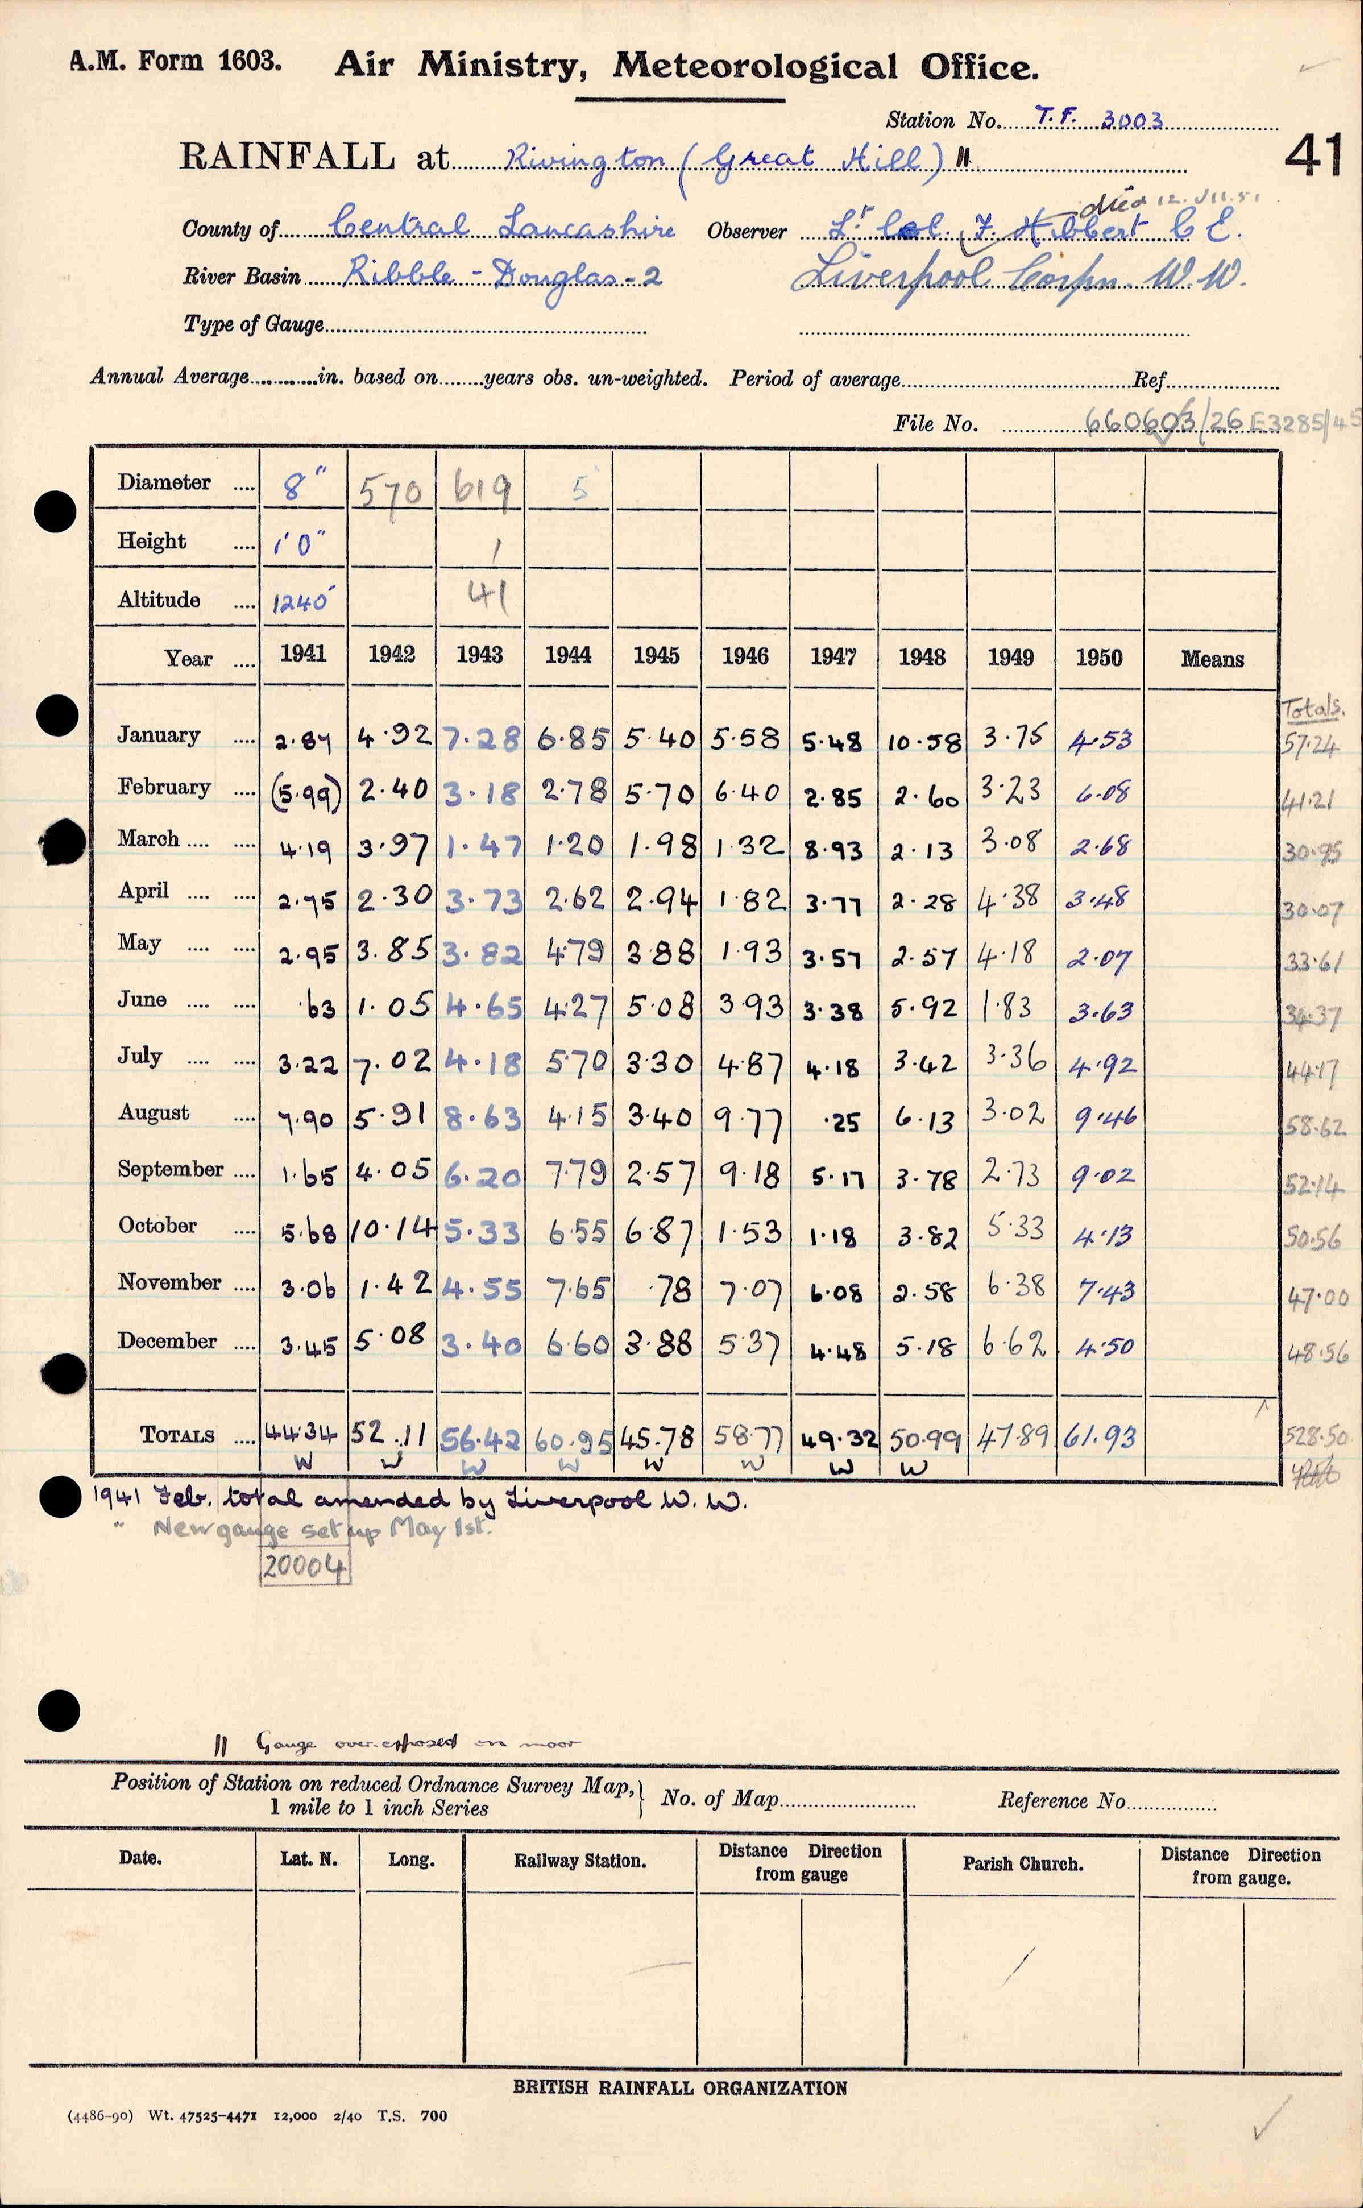 A.M. Form 1603. Air Ministry, Meteorological Office.
Station No. T.F. 3003
RAINFALL at Rivington (Great Hill) ||
41
died 12.VII.51
County of Central Lancashire Observer Lt. Col. F. Hibbert C E.
River Basin Ribble - Douglas - 2 Liverpool Corpn. W.W.
Type of Gauge
Annual Average in. based on years obs. un-weighted. Period of average Ref
File No. 660603/26 E3285/45
Diameter 8" 570 619 5
Height 1'0" 1
Altitude 1240' 41
Year 1941 1942 1943 1944 1945 1946 1947 1948 1949 1950 Means
Totals.
January 2.87 4.92 7.28 6.85 5.40 5.58 5.48 10.58 3.75 4.53 57.24
February (5.99) 2.40 3.18 2.78 5.70 6.40 2.85 2.60 3.23 6.08 41.21
March 4.19 3.97 1.47 1.20 1.98 1.32 8.93 2.13 3.08 2.68 30.95
April 2.75 2.30 3.73 2.62 2.94 1.82 3.77 2.28 4.38 3.48 30.07
May 2.95 3.85 3.82 4.79 3.88 1.93 3.57 2.57 4.18 2.07 33.61
June .63 1.05 4.65 4.27 5.08 3.93 3.38 5.92 1.83 3.63 34.37
July 3.22 7.02 4.18 5.70 3.30 4.87 4.18 3.42 3.36 4.92 44.17
August 7.90 5.91 8.63 4.15 3.40 9.77 .25 6.13 3.02 9.46 58.62
September 1.65 4.05 6.20 7.79 2.57 9.18 5.17 3.78 2.73 9.02 52.14
October 5.68 10.14 5.33 6.55 6.87 1.53 1.18 3.82 5.33 4.13 50.56
November 3.06 1.42 4.55 7.65 .78 7.07 6.08 2.58 6.38 7.43 47.00
December 3.45 5.08 3.40 6.60 3.88 5.37 4.48 5.18 6.62 4.50 48.56
TOTALS 44.34 52.11 56.42 60.95 45.78 58.77 49.32 50.99 47.89 61.93 528.50
W W W W W W W W
1941 Feb. total amended by Liverpool W.W.
" New gauge set up May 1st.
20004
|| Gauge over-exposed on moor
Position of Station on reduced Ordnance Survey Map, 1 mile to 1 inch Series } No. of Map Reference No.
Date. Lat. N. Long. Railway Station. Distance Direction from gauge Parish Church. Distance Direction from gauge.
BRITISH RAINFALL ORGANIZATION
(4486-90) Wt. 47525-4471 12,000 2/40 T.S. 700